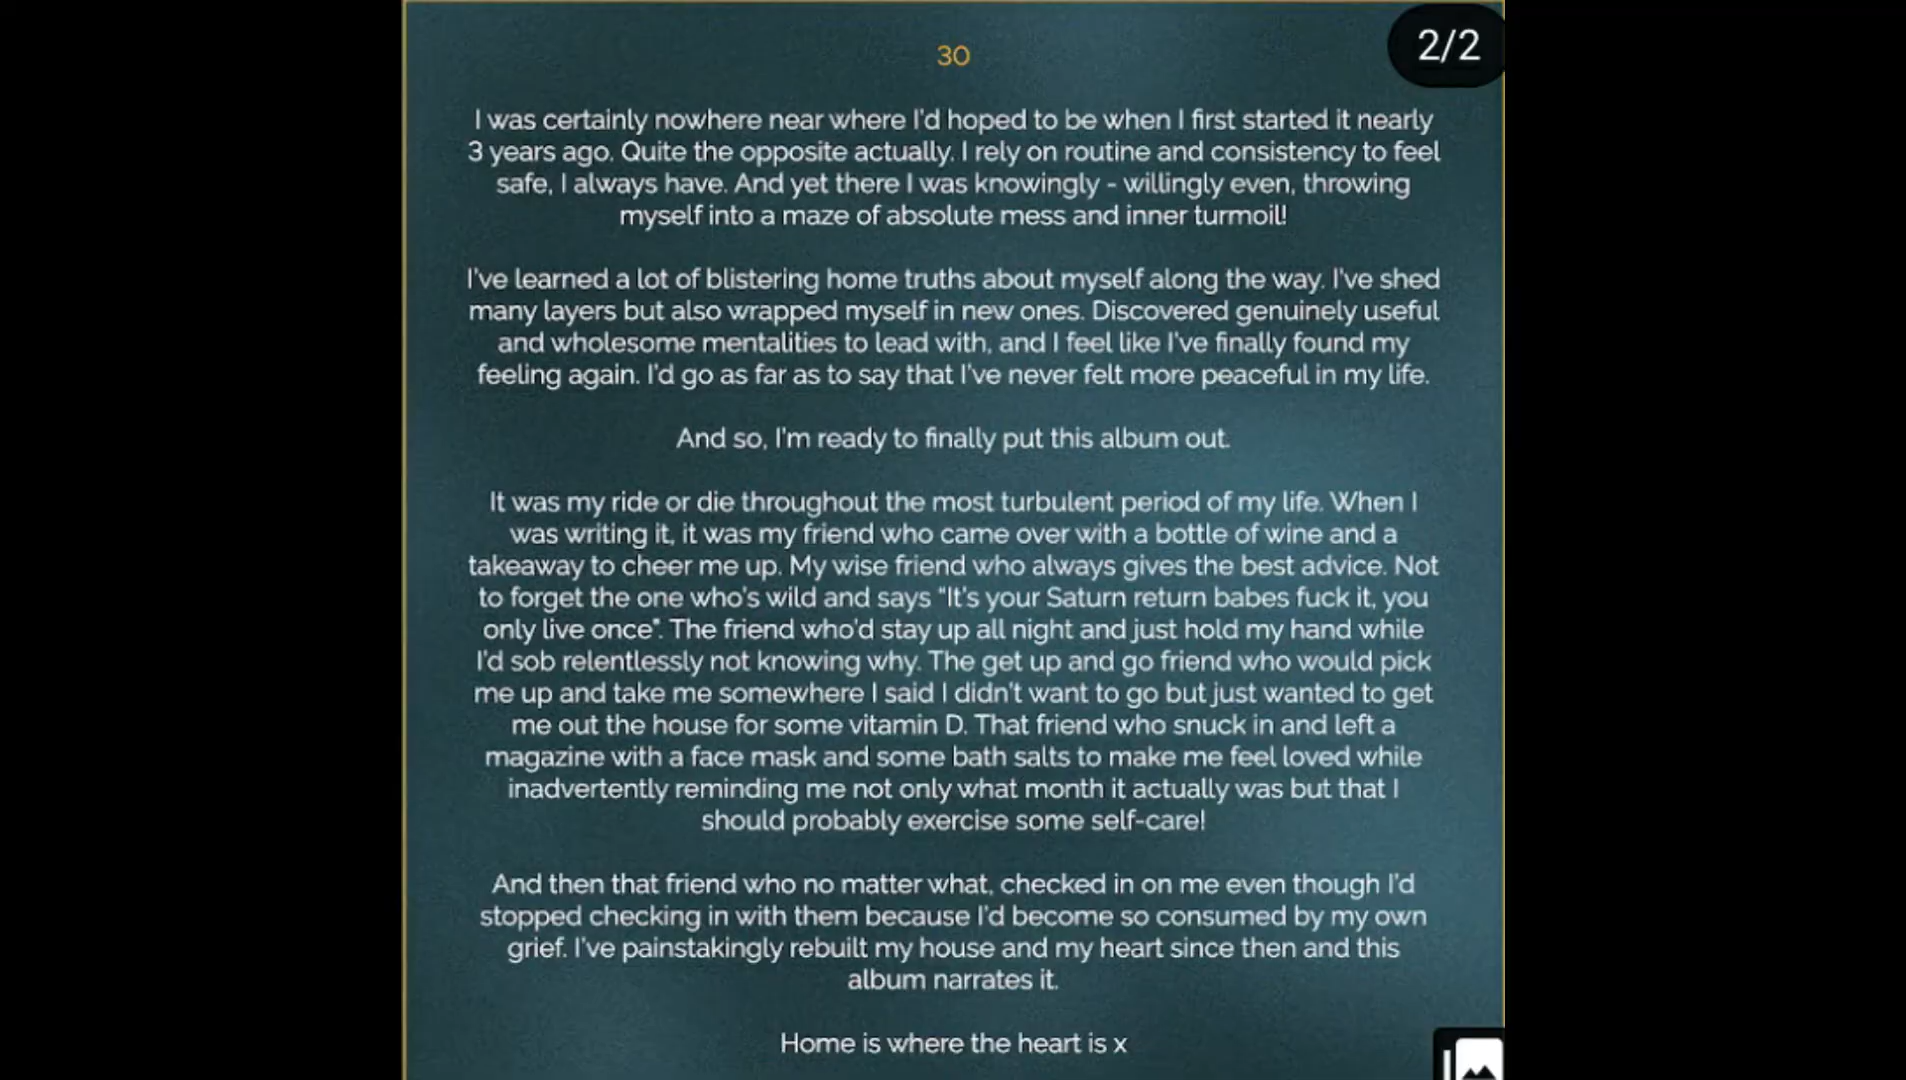 30
2/2
I was certainly nowhere near where I'd hoped to be when I first started it nearly
3 years ago. Quite the opposite actually. I rely on routine and consistency to feel
safe, I always have. And yet there I was knowingly - willingly even, throwing
myself into a maze of absolute mess and inner turmoil!
I've learned a lot of blistering home truths about myself along the way. I've shed
many layers but also wrapped myself in new ones. Discovered genuinely useful
and wholesome mentalities to lead with, and I feel like I've finally found my
feeling again. I'd go as far as to say that I've never felt more peaceful in my life.
And so, I'm ready to finally put this album out.
It was my ride or die throughout the most turbulent period of my life. When I
was writing it, it was my friend who came over with a bottle of wine and a
takeaway to cheer me up. My wise friend who always gives the best advice. Not
to forget the one who's wild and says “It's your Saturn return babes fuck it, you
only live once”. The friend who'd stay up all night and just hold my hand while
I'd sob relentlessly not knowing why. The get up and go friend who would pick
me up and take me somewhere I said I didn't want to go but just wanted to get
me out the house for some vitamin D. That friend who snuck in and left a
magazine with a face mask and some bath salts to make me feel loved while
inadvertently reminding me not only what month it actually was but that I
should probably exercise some self-care!
And then that friend who no matter what, checked in on me even though I'd
stopped checking in with them because I'd become so consumed by my own
grief. I've painstakingly rebuilt my house and my heart since then and this
album narrates it.
Home is where the heart is x